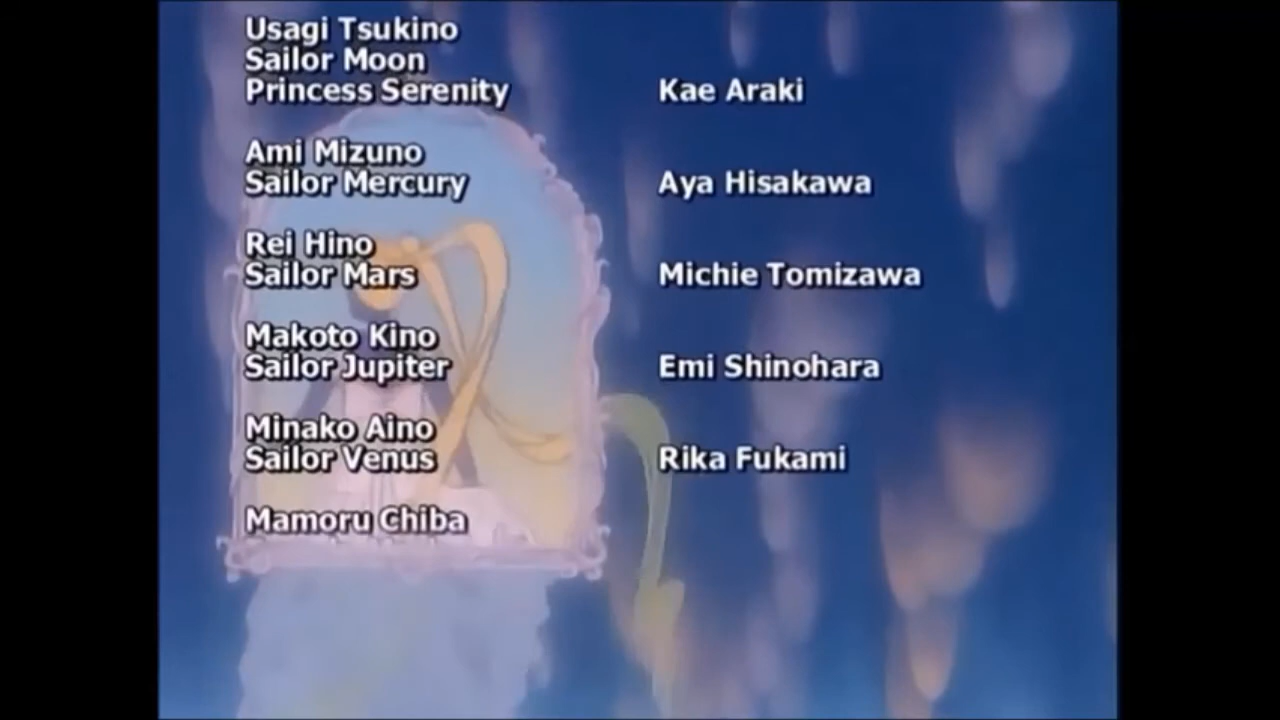 Usagi Tsukino
Sailor Moon
Princess Serenity Kae Araki
Ami Mizuno
Sailor Mercury Aya Hisakawa
Rei Hino
Sailor Mars Michie Tomizawa
Makoto Kino
Sailor Jupiter Emi Shinohara
Minako Aino
Sailor Venus Rika Fukami
Mamoru Chiba